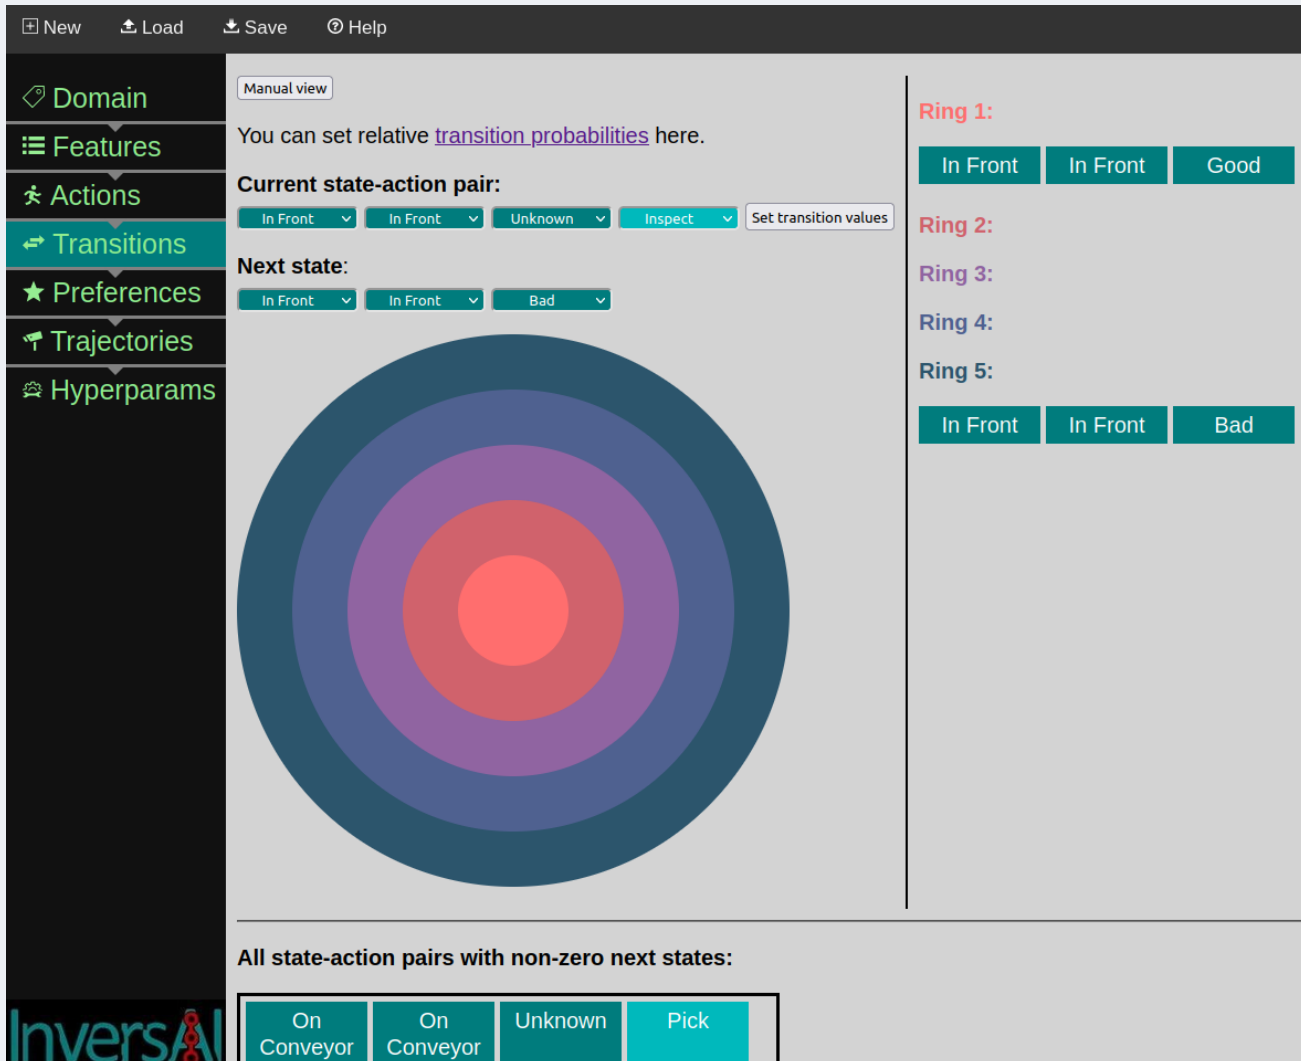 New Load Save Help
Domain
Features
Actions
Transitions
Preferences
Trajectories
Hyperparams
InversAI
Manual view
You can set relative transition probabilities here.
Current state-action pair:
In Front In Front Unknown Inspect Set transition values
Next state:
In Front In Front Bad
Ring 1:
In Front In Front Good
Ring 2:
Ring 3:
Ring 4:
Ring 5:
In Front In Front Bad
All state-action pairs with non-zero next states:
On On Unknown Pick
Conveyor Conveyor